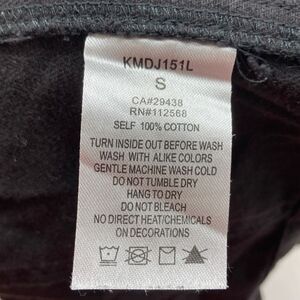 KMDJ151L
S
CA#29438
RN#112568
SELF 100% COTTON
TURN INSIDE OUT BEFORE WASH
WASH WITH ALIKE COLORS
GENTLE MACHINE WASH COLD
DO NOT TUMBLE DRY
HANG TO DRY
DO NOT BLEACH
NO DIRECT HEAT/CHEMICALS
ON DECORATIONS